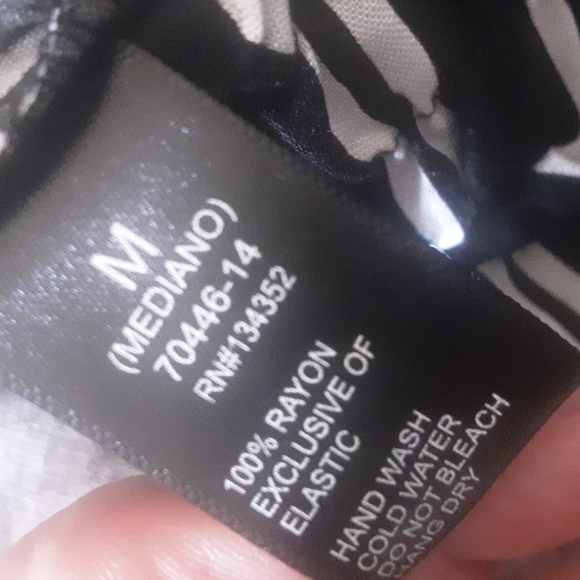 M
(MEDIANO)
70446-14
RN#134352
100% RAYON
EXCLUSIVE OF
ELASTIC
HAND WASH
COLD WATER
DO NOT BLEACH
HANG DRY